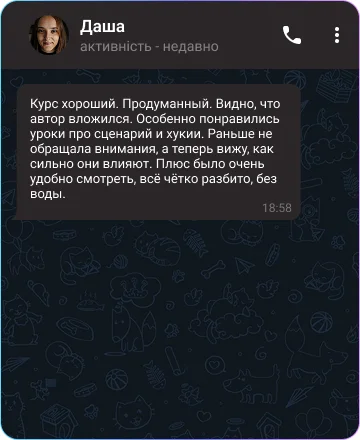 Даша
активність - недавно
Курс хороший. Продуманный. Видно, что
автор вложился. Особенно понравились
уроки про сценарий и хукии. Раньше не
обращала внимания, а теперь вижу, как
сильно они влияют. Плюс было очень
удобно смотреть, всё чётко разбито, без
воды.
18:58